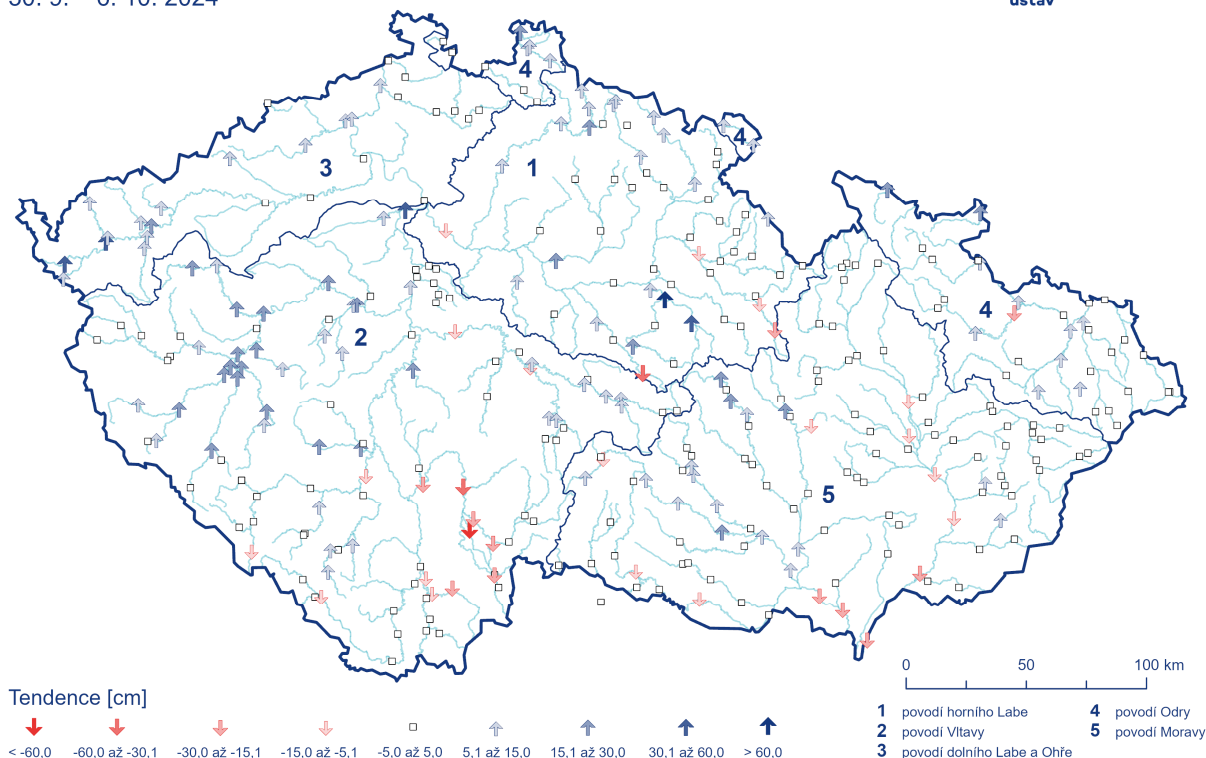 30. 9. – 6. 10. 2024
ústav
4
4
3
1
4
2
5
0 50 100 km
Tendence [cm]
< -60,0
-60,0 až -30,1
-30,0 až -15,1
-15,0 až -5,1
-5,0 až 5,0
5,1 až 15,0
15,1 až 30,0
30,1 až 60,0
> 60,0
1 povodí horního Labe
2 povodí Vltavy
3 povodí dolního Labe a Ohře
4 povodí Odry
5 povodí Moravy